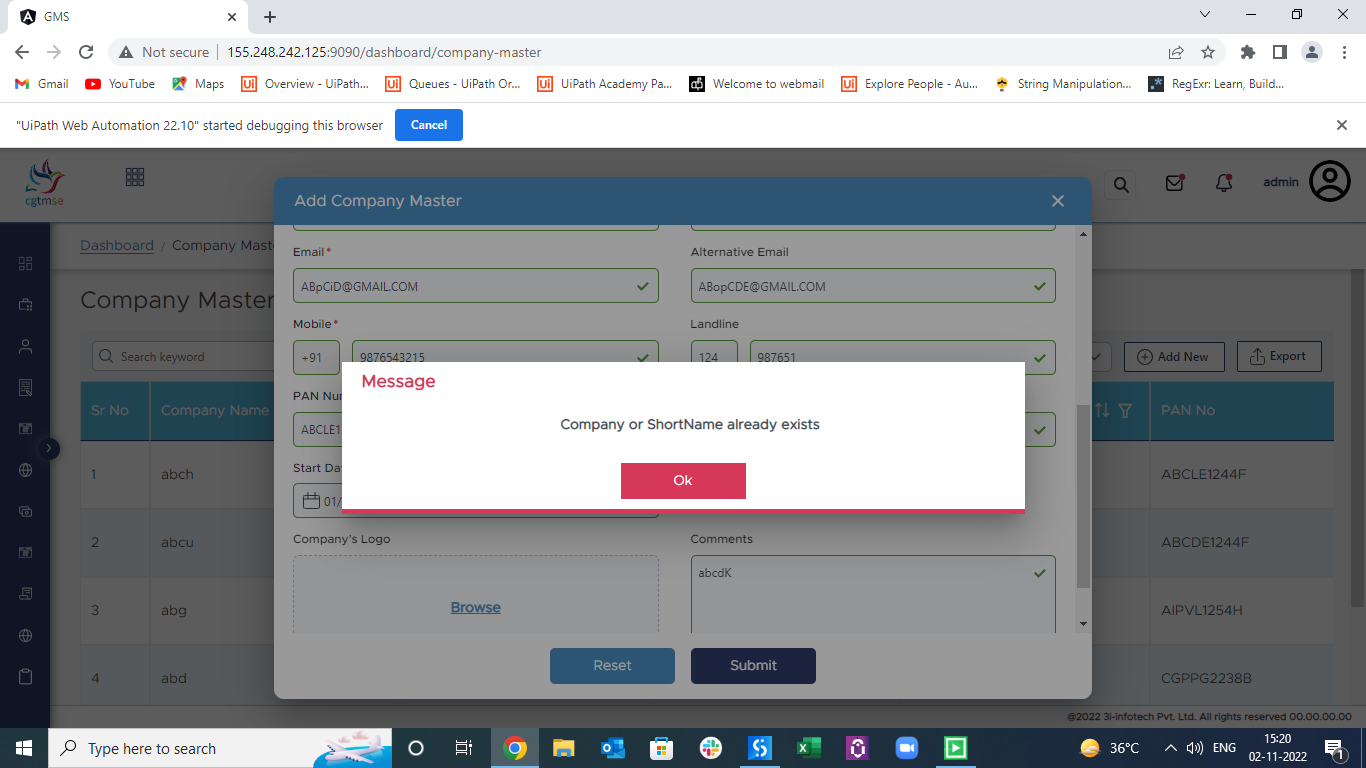 GMS
Not secure
155.248.242.125:9090/dashboard/company-master
Gmail
YouTube
Maps
Overview - UiPath...
Queues - UiPath Or...
UiPath Academy Pa...
Welcome to webmail
Explore People - Au...
String Manipulation...
RegExr: Learn, Build...
"UiPath Web Automation 22.10" started debugging this browser
Cancel
cgtmse
admin
Add Company Master
Dashboard / Company Mast
Email*
Alternative Email
ABpCiD@GMAIL.COM
ABopCDE@GMAIL.COM
Company Master
Mobile*
Landline
Search keyword
+91
9876543215
124
987651
Add New
Export
Message
PAN Nu
Sr No
Company Name
PAN No
Company or ShortName already exists
ABCLE1
Start Da
1
abch
ABCLE1244F
Ok
01/
2
abcu
ABCDE1244F
Company's Logo
Comments
abcdK
Browse
3
abg
AIPVL1254H
Reset
Submit
4
abd
CGPPG2238B
@2022 3i-infotech Pvt. Ltd. All rights reserved 00.00.00.00
Type here to search
36°C
ENG
15:20
02-11-2022
1